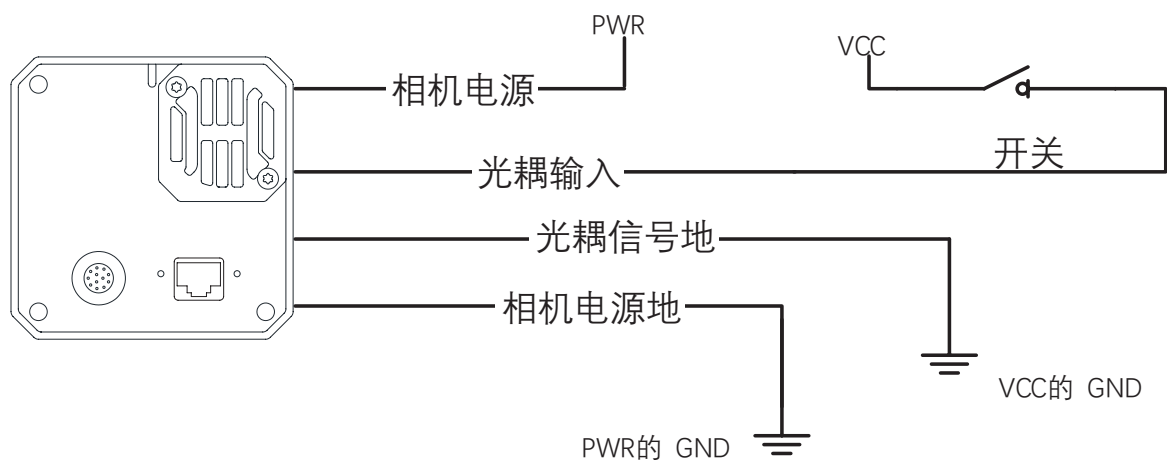 PWR
VCC
相机电源
开关
光耦输入
光耦信号地
相机电源地
VCC的 GND
PWR的 GND